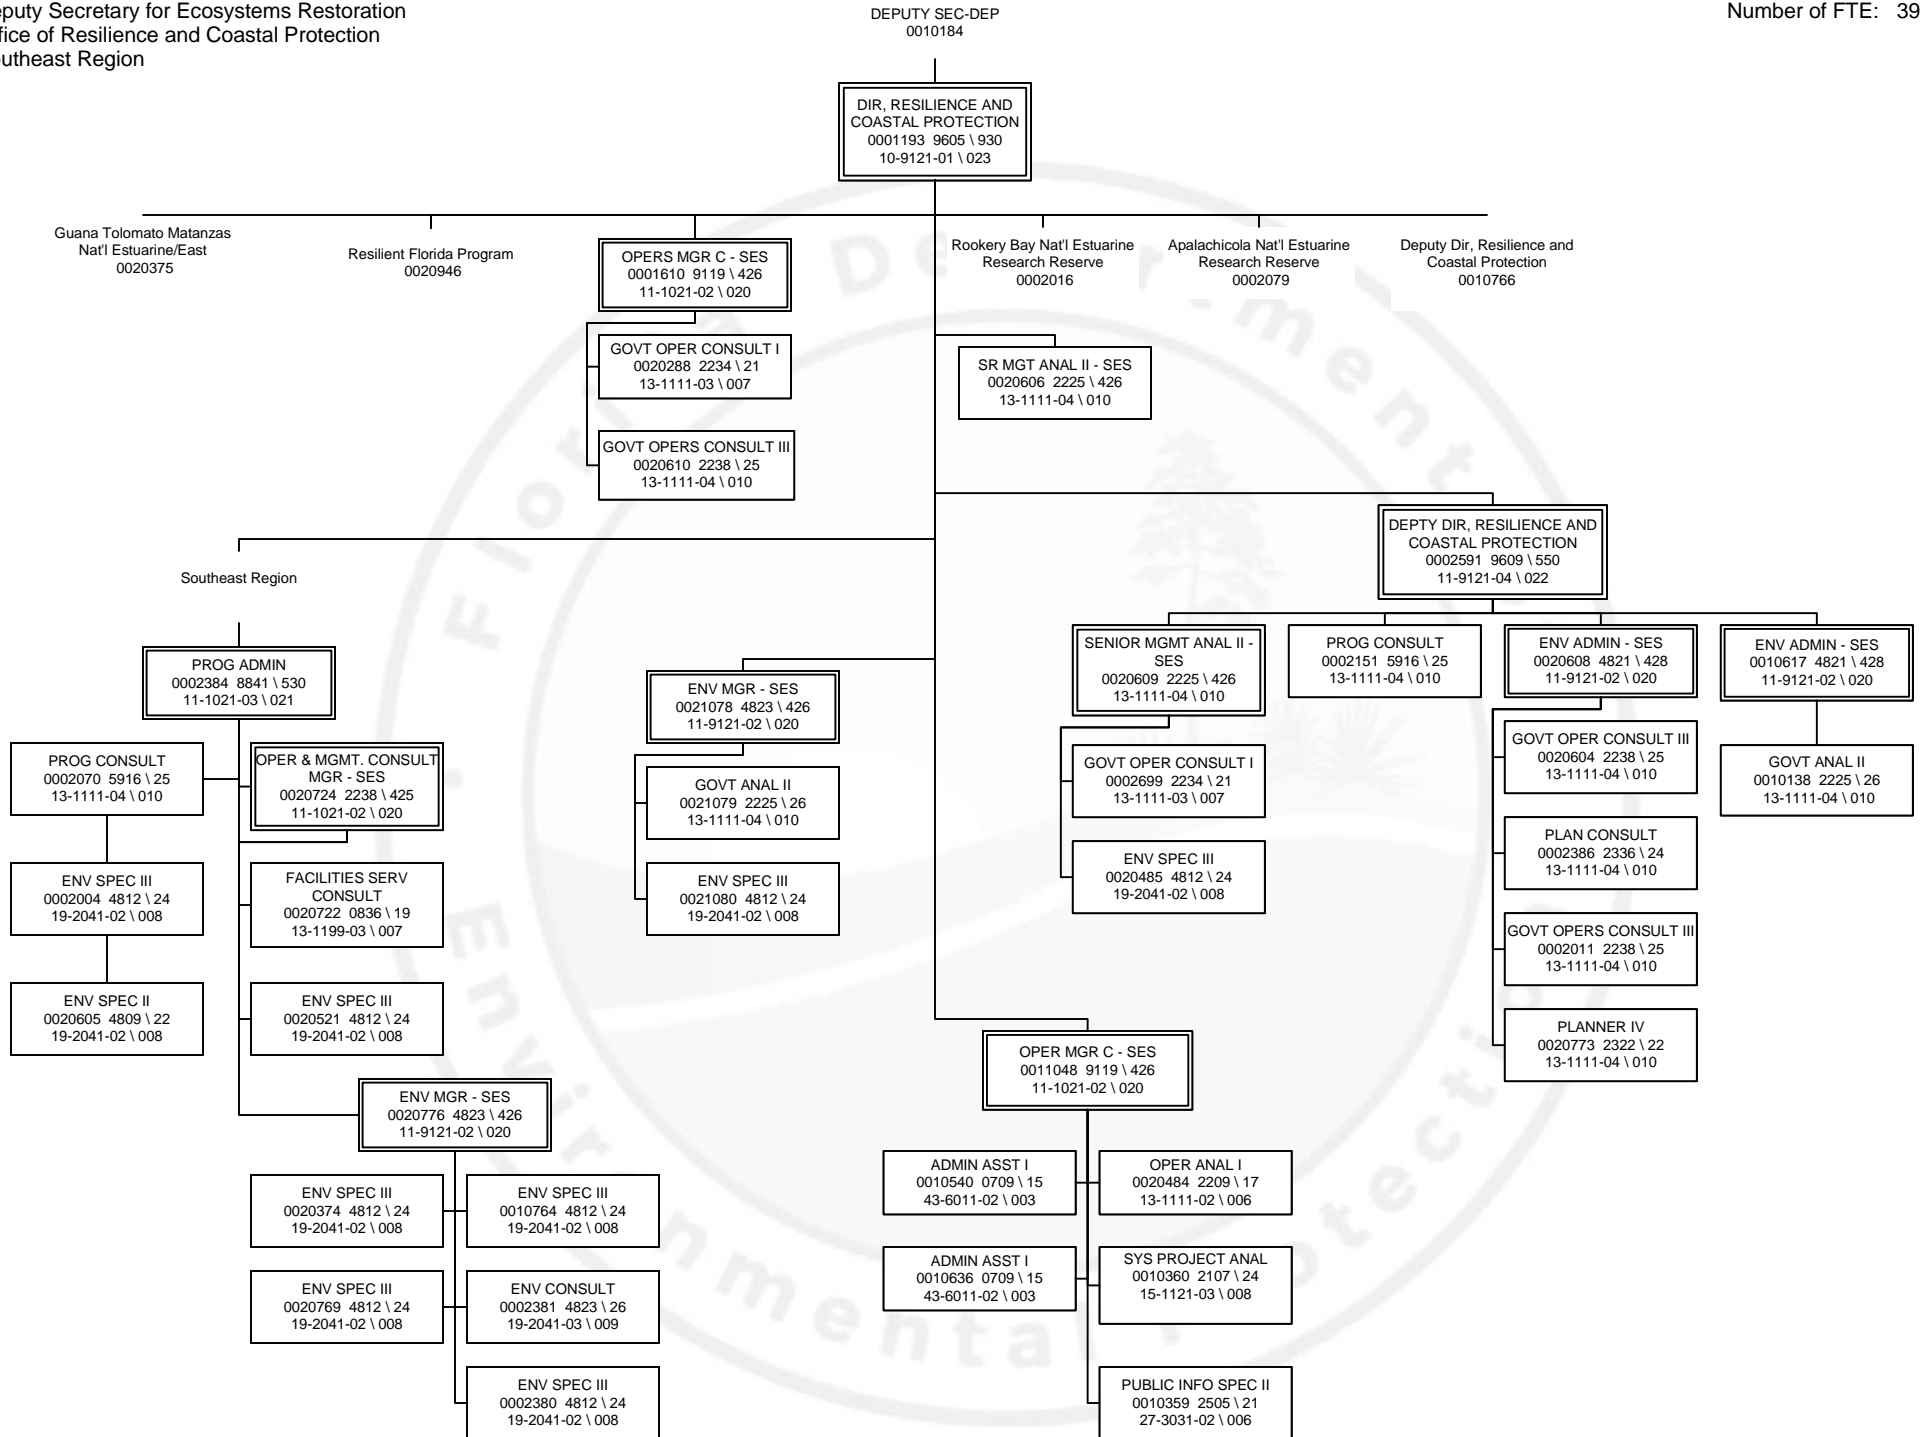 eputy Secretary for Ecosystems Restoration
fice of Resilience and Coastal Protection
outheast Region
DEPUTY SEC-DEP
0010184
Number of FTE: 39
DIR, RESILIENCE AND
COASTAL PROTECTION
0001193 9605 \ 930
10-9121-01 \ 023
Guana Tolomato Matanzas
Nat'l Estuarine/East
0020375
Resilient Florida Program
0020946
OPERS MGR C - SES
0001610 9119 \ 426
11-1021-02 \ 020
Rookery Bay Nat'l Estuarine
Research Reserve
0002016
Apalachicola Nat'l Estuarine
Research Reserve
0002079
Deputy Dir, Resilience and
Coastal Protection
0010766
GOVT OPER CONSULT I
0020288 2234 \ 21
13-1111-03 \ 007
SR MGT ANAL II - SES
0020606 2225 \ 426
13-1111-04 \ 010
GOVT OPERS CONSULT III
0020610 2238 \ 25
13-1111-04 \ 010
DEPTY DIR, RESILIENCE AND
COASTAL PROTECTION
0002591 9609 \ 550
11-9121-04 \ 022
Southeast Region
PROG ADMIN
0002384 8841 \ 530
11-1021-03 \ 021
ENV MGR - SES
0021078 4823 \ 426
11-9121-02 \ 020
SENIOR MGMT ANAL II -
SES
0020609 2225 \ 426
13-1111-04 \ 010
PROG CONSULT
0002151 5916 \ 25
13-1111-04 \ 010
ENV ADMIN - SES
0020608 4821 \ 428
11-9121-02 \ 020
ENV ADMIN - SES
0010617 4821 \ 428
11-9121-02 \ 020
PROG CONSULT
0002070 5916 \ 25
13-1111-04 \ 010
OPER & MGMT. CONSULT
MGR - SES
0020724 2238 \ 425
11-1021-02 \ 020
GOVT ANAL II
0021079 2225 \ 26
13-1111-04 \ 010
GOVT OPER CONSULT I
0002699 2234 \ 21
13-1111-03 \ 007
GOVT OPER CONSULT III
0020604 2238 \ 25
13-1111-04 \ 010
GOVT ANAL II
0010138 2225 \ 26
13-1111-04 \ 010
ENV SPEC III
0002004 4812 \ 24
19-2041-02 \ 008
FACILITIES SERV
CONSULT
0020722 0836 \ 19
13-1199-03 \ 007
ENV SPEC III
0021080 4812 \ 24
19-2041-02 \ 008
ENV SPEC III
0020485 4812 \ 24
19-2041-02 \ 008
PLAN CONSULT
0002386 2336 \ 24
13-1111-04 \ 010
GOVT OPERS CONSULT III
0002011 2238 \ 25
13-1111-04 \ 010
ENV SPEC II
0020605 4809 \ 22
19-2041-02 \ 008
ENV SPEC III
0020521 4812 \ 24
19-2041-02 \ 008
PLANNER IV
0020773 2322 \ 22
13-1111-04 \ 010
OPER MGR C - SES
0011048 9119 \ 426
11-1021-02 \ 020
ENV MGR - SES
0020776 4823 \ 426
11-9121-02 \ 020
ENV SPEC III
0020374 4812 \ 24
19-2041-02 \ 008
ENV SPEC III
0010764 4812 \ 24
19-2041-02 \ 008
ADMIN ASST I
0010540 0709 \ 15
43-6011-02 \ 003
OPER ANAL I
0020484 2209 \ 17
13-1111-02 \ 006
ENV SPEC III
0020769 4812 \ 24
19-2041-02 \ 008
ENV CONSULT
0002381 4823 \ 26
19-2041-03 \ 009
ADMIN ASST I
0010636 0709 \ 15
43-6011-02 \ 003
SYS PROJECT ANAL
0010360 2107 \ 24
15-1121-03 \ 008
ENV SPEC III
0002380 4812 \ 24
19-2041-02 \ 008
PUBLIC INFO SPEC II
0010359 2505 \ 21
27-3031-02 \ 006